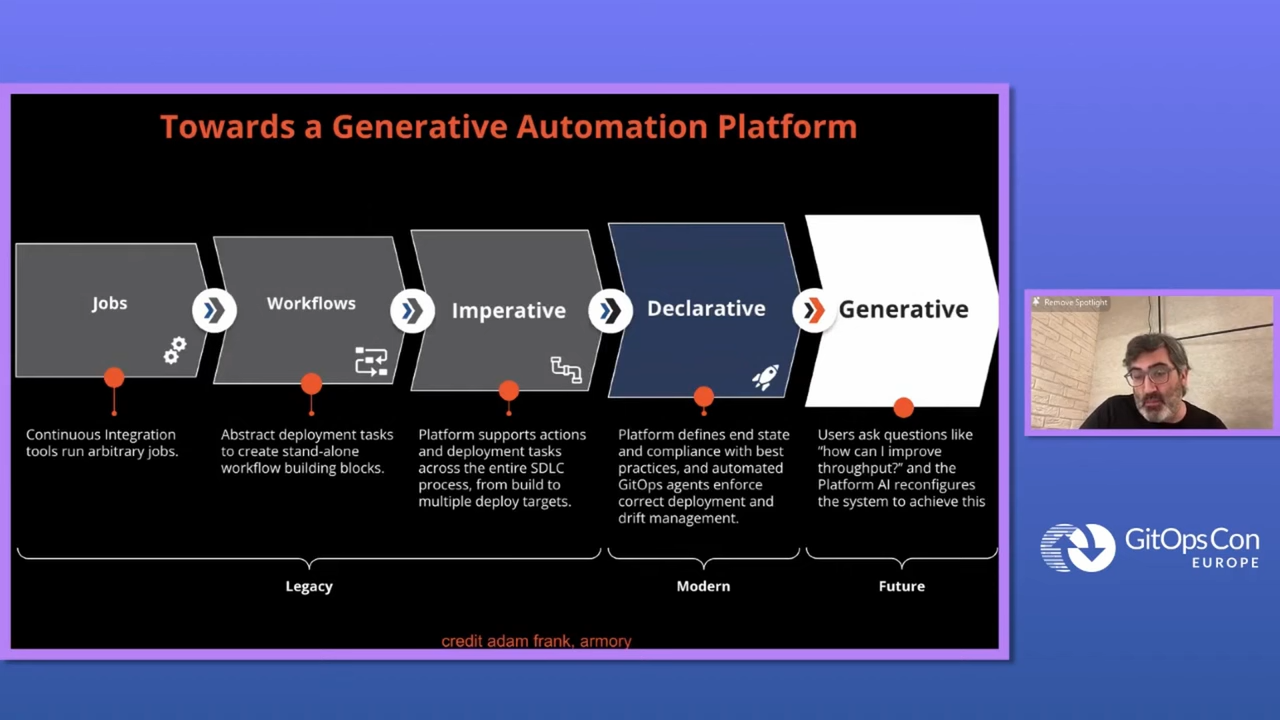 Towards a Generative Automation Platform
Jobs
Workflows
Imperative
Declarative
Generative
Continuous Integration
tools run arbitrary jobs.
Abstract deployment tasks
to create stand-alone
workflow building blocks.
Platform supports actions
and deployment tasks
across the entire SDLC
process, from build to
multiple deploy targets.
Platform defines end state
and compliance with best
practices, and automated
GitOps agents enforce
correct deployment and
drift management.
Users ask questions like
“how can I improve
throughput?” and the
Platform AI reconfigures
the system to achieve this
Legacy
Modern
Future
credit adam frank, armory
Remove Spotlight
GitOpsCon
EUROPE